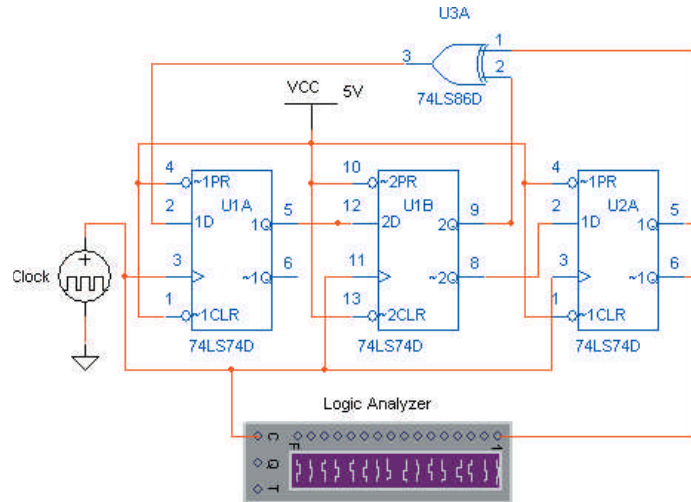 U3A
3
1
2
74LS86D
VCC 5V
4 ~1PR
U1A
2 1D 1Q 5
3
~1Q 6
1 ~1CLR
74LS74D
10 ~2PR
U1B
12 2D 2Q 9
11
~2Q 8
13 ~2CLR
74LS74D
4 ~1PR
U2A
2 1D 1Q 5
3
~1Q 6
1 ~1CLR
74LS74D
Clock
Logic Analyzer
C F 1
Q
T